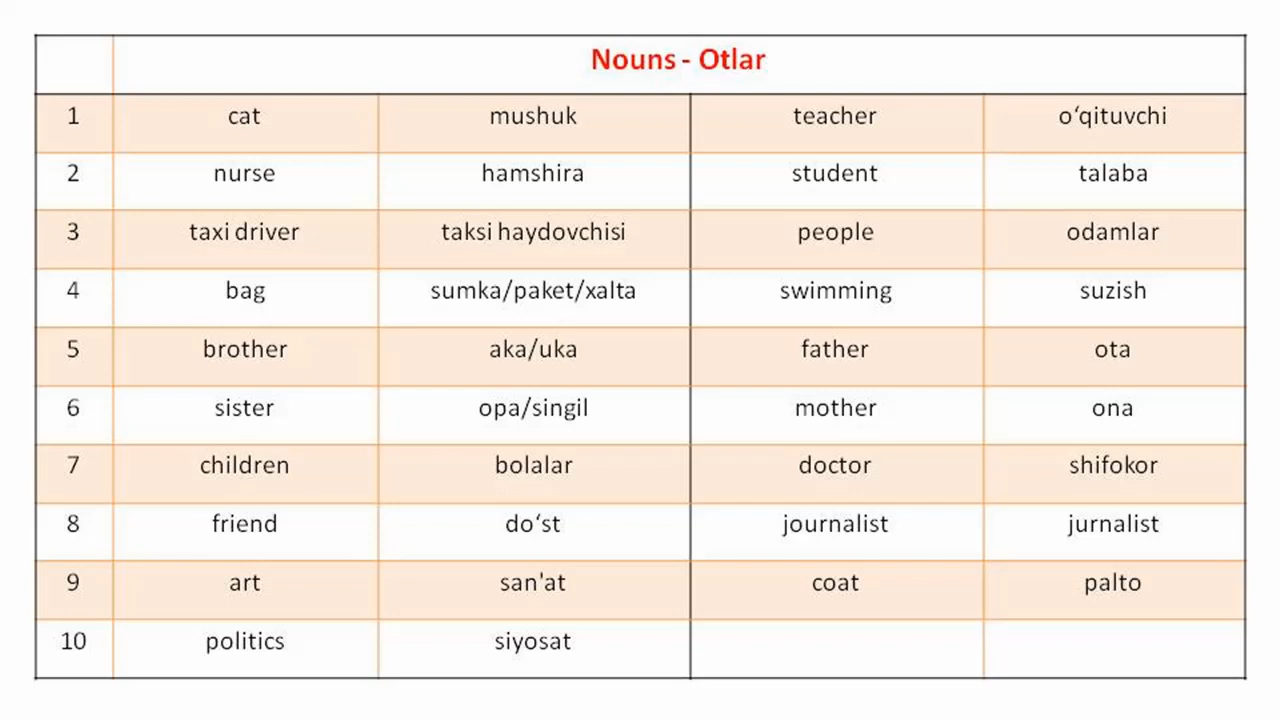 Nouns - Otlar
1 cat mushuk teacher o‘qituvchi
2 nurse hamshira student talaba
3 taxi driver taksi haydovchisi people odamlar
4 bag sumka/paket/xalta swimming suzish
5 brother aka/uka father ota
6 sister opa/singil mother ona
7 children bolalar doctor shifokor
8 friend do‘st journalist jurnalist
9 art san'at coat palto
10 politics siyosat